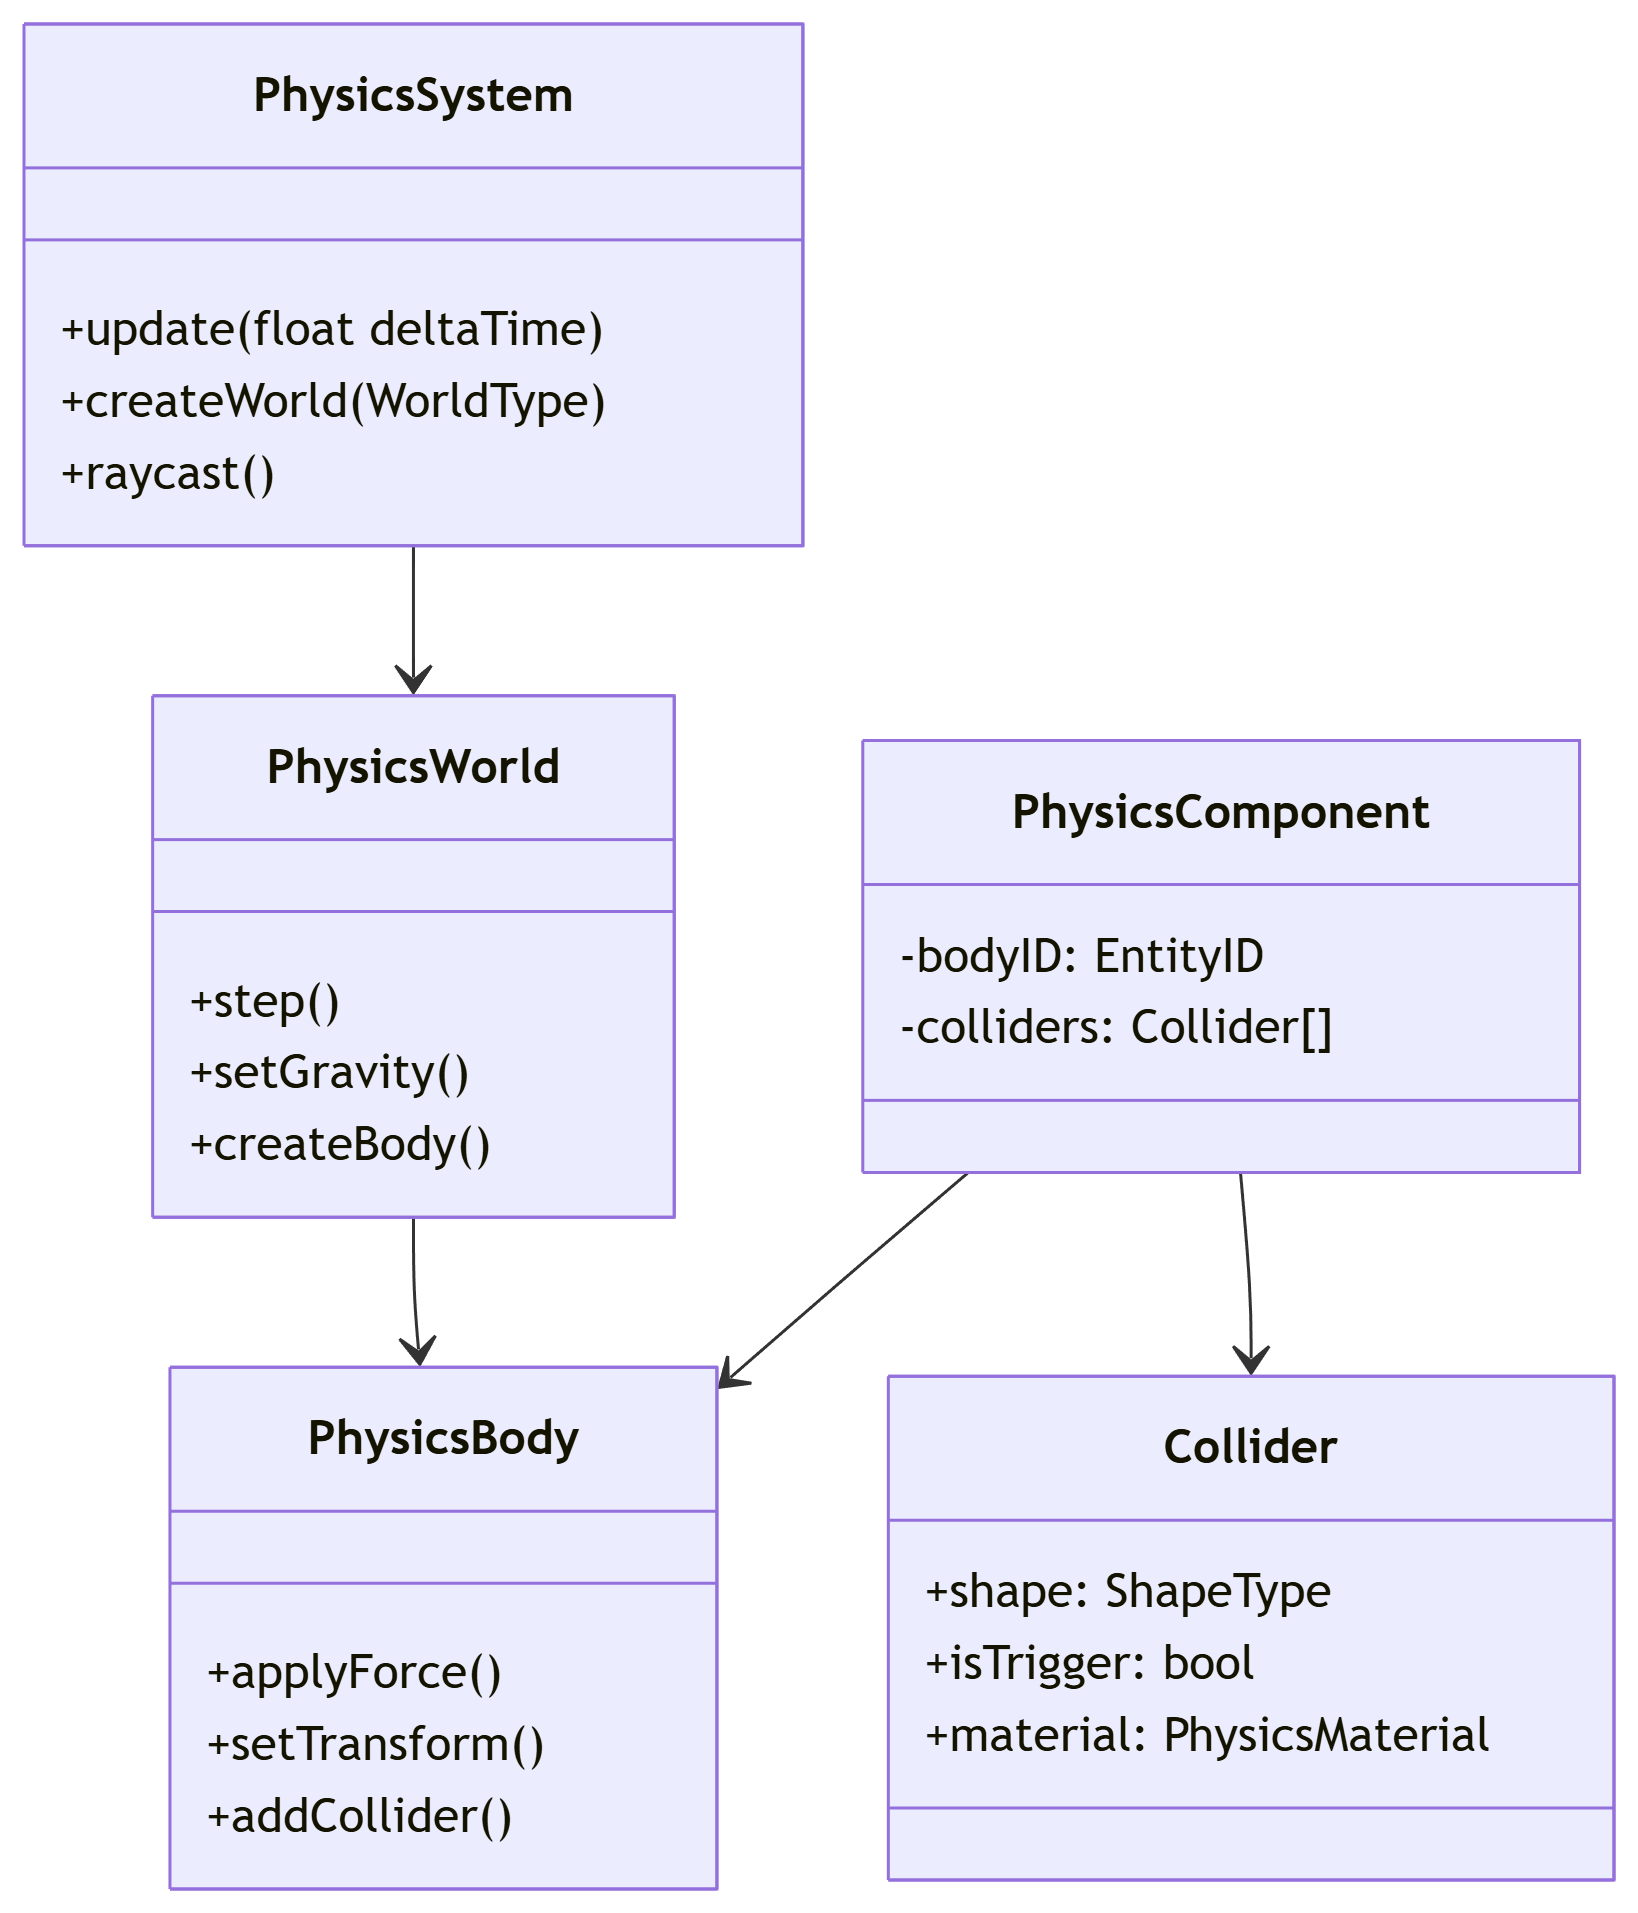 PhysicsSystem
+update(float deltaTime)
+createWorld(WorldType)
+raycast()
PhysicsWorld
+step()
+setGravity()
+createBody()
PhysicsComponent
-bodyID: EntityID
-colliders: Collider[]
PhysicsBody
+applyForce()
+setTransform()
+addCollider()
Collider
+shape: ShapeType
+isTrigger: bool
+material: PhysicsMaterial